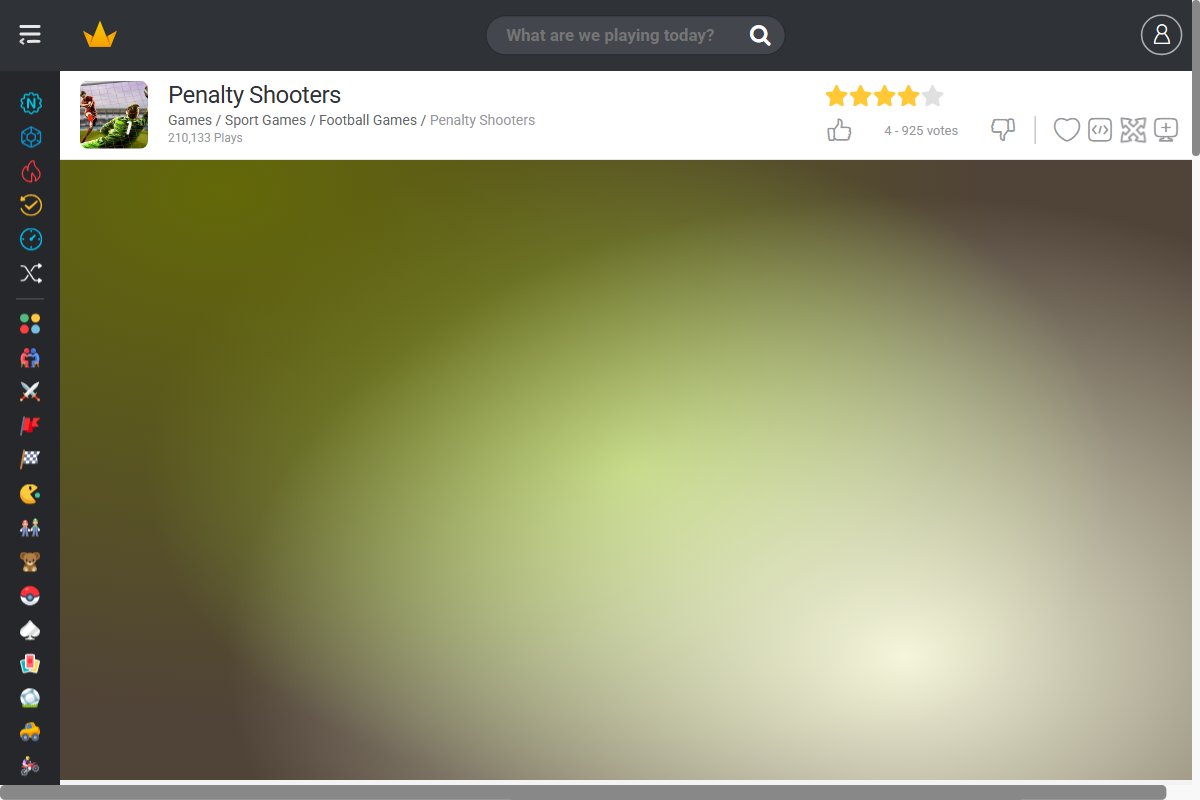 What are we playing today?
Penalty Shooters
Games / Sport Games / Football Games / Penalty Shooters
210,133 Plays
4 - 925 votes